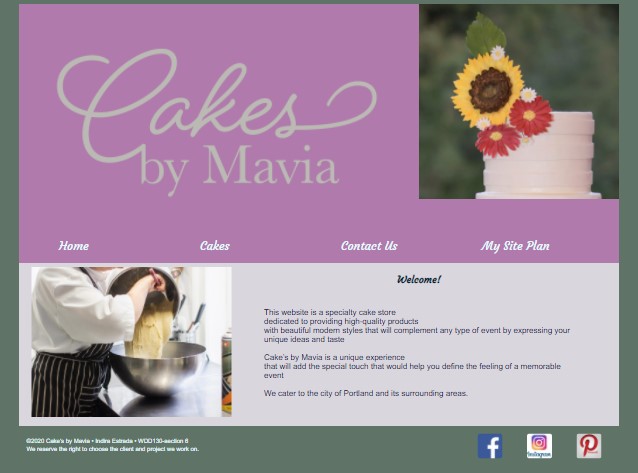 Cakes
by Mavia
Home Cakes Contact Us My Site Plan
Welcome!
This website is a specialty cake store
dedicated to providing high-quality products
with beautiful modern styles that will complement any type of event by expressing your
unique ideas and taste
Cake's by Mavia is a unique experience
that will add the special touch that would help you define the feeling of a memorable
event
We cater to the city of Portland and its surrounding areas.
©2020 Cake's by Mavia • Indira Estrada • WDD130-section 6
We reserve the right to choose the client and project we work on.
Instagram